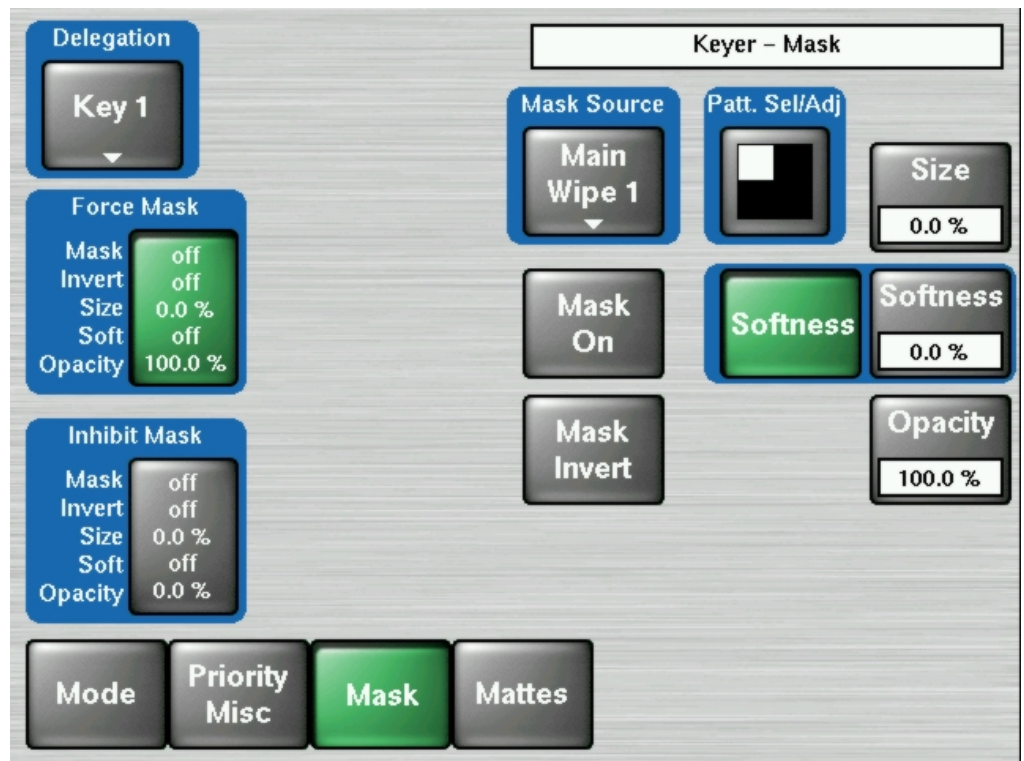 Delegation
Key 1
Keyer – Mask
Mask Source
Main
Wipe 1
Patt. Sel/Adj
Size
0.0 %
Force Mask
Mask off
Invert off
Size 0.0 %
Soft off
Opacity 100.0 %
Mask
On
Softness
Softness
0.0 %
Mask
Invert
Opacity
100.0 %
Inhibit Mask
Mask off
Invert off
Size 0.0 %
Soft off
Opacity 0.0 %
Mode
Priority
Misc
Mask
Mattes